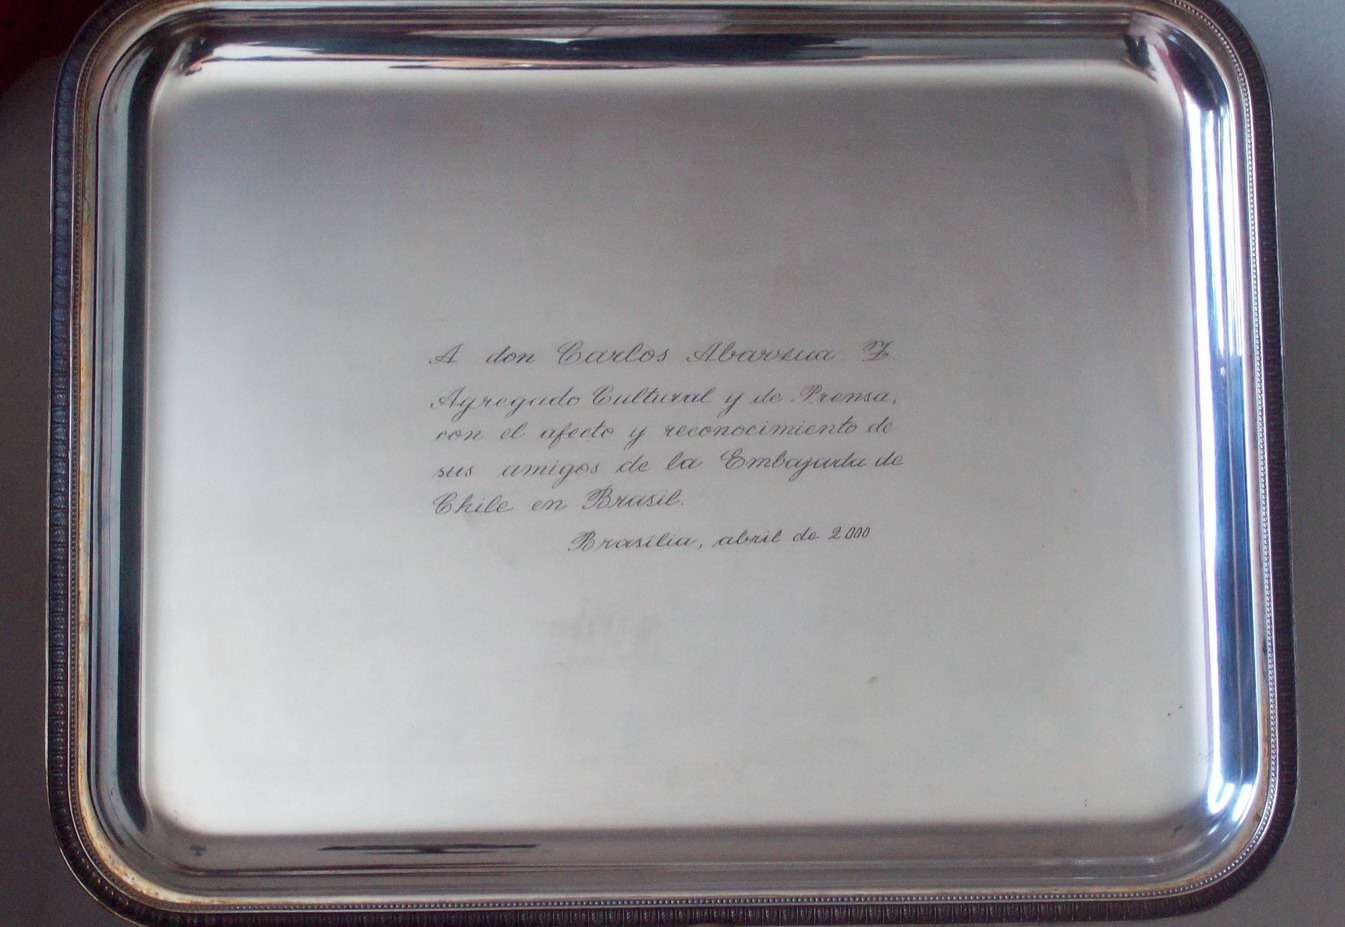 A don Carlos Abarzua Z
Agregado Cultural y de Prensa,
con el afecto y reconocimiento de
sus amigos de la Embajada de
Chile en Brasil.
Brasilia, abril de 2000